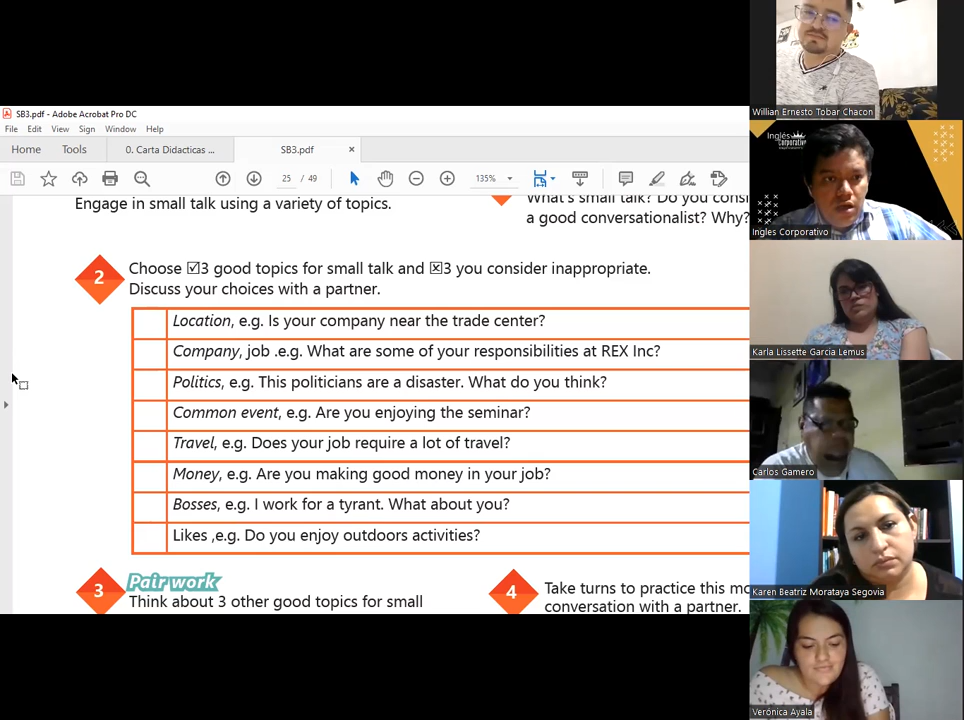 SB3.pdf - Adobe Acrobat Pro DC
File Edit View Sign Window Help
Home Tools 0. Carta Didacticas ... SB3.pdf ×
25 / 49 135%
Engage in small talk using a variety of topics.
What's small talk? Do you consi
a good conversationalist? Why?
2 Choose ☑3 good topics for small talk and ☒3 you consider inappropriate.
Discuss your choices with a partner.
Location, e.g. Is your company near the trade center?
Company, job .e.g. What are some of your responsibilities at REX Inc?
Politics, e.g. This politicians are a disaster. What do you think?
Common event, e.g. Are you enjoying the seminar?
Travel, e.g. Does your job require a lot of travel?
Money, e.g. Are you making good money in your job?
Bosses, e.g. I work for a tyrant. What about you?
Likes ,e.g. Do you enjoy outdoors activities?
3 Pair work
Think about 3 other good topics for small
4 Take turns to practice this mo
conversation with a partner.
Willian Ernesto Tobar Chacon
Inglés
Corporativo
Ingles Corporativo
Karla Lissette Garcia Lemus
Carlos Gamero
Karen Beatriz Morataya Segovia
Verónica Ayala